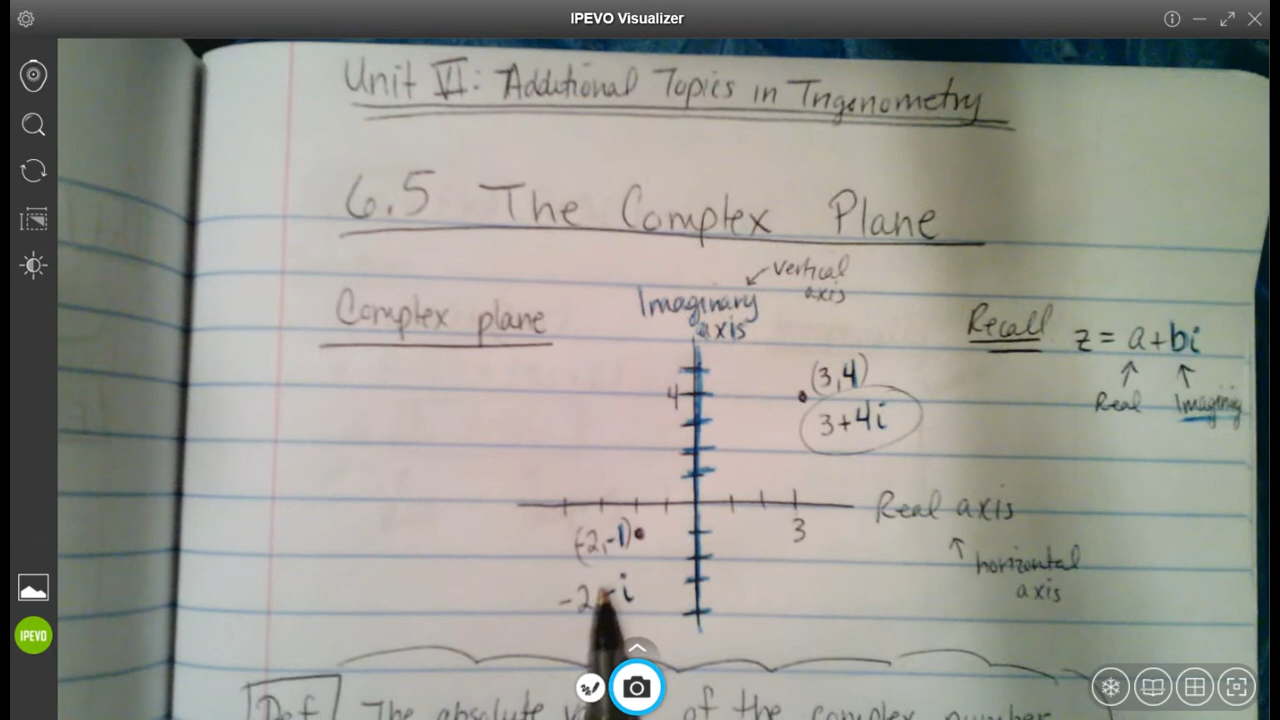 IPEVO Visualizer
Unit VI: Additional Topics in Trigenometry
6.5 The Complex Plane
Complex plane
Imaginary
axis
vertical
axis
Recall z = a+bi
Real Imaginary
4
(3,4)
3+4i
Real axis
3
horizontal
axis
(-2,-1)
-2-i
IPEVO
Def The absolute of the complex number